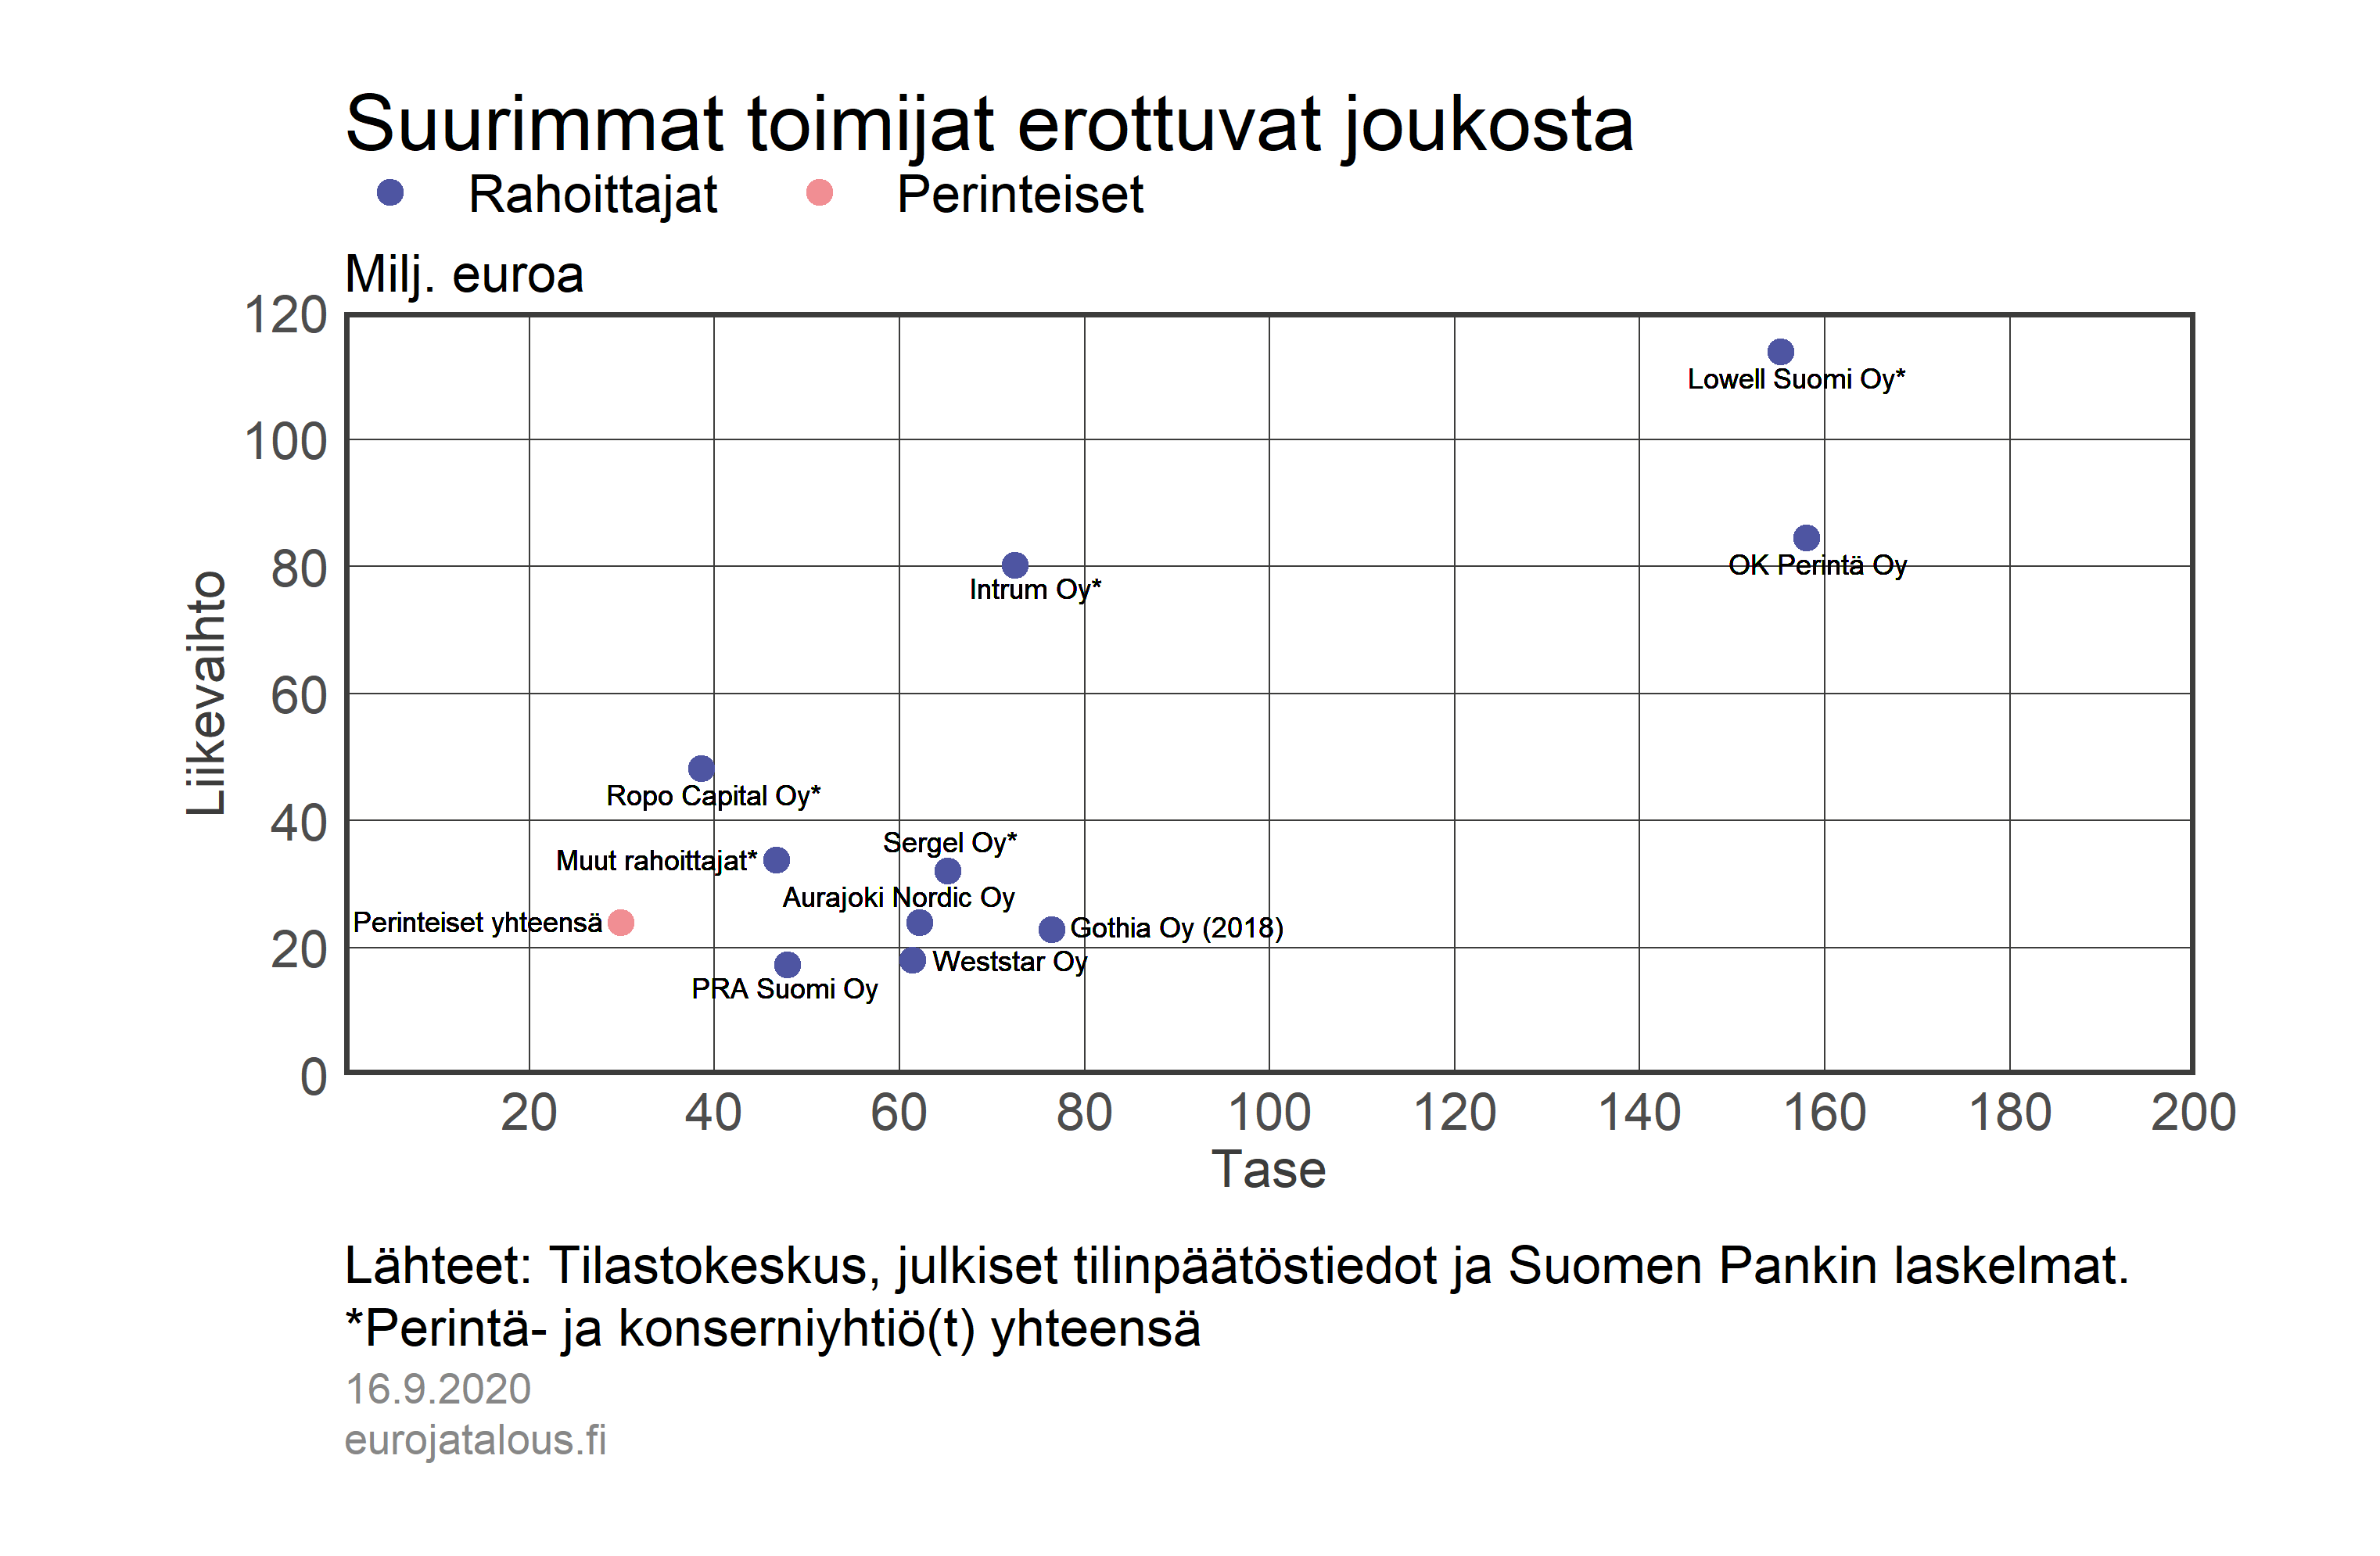 Suurimmat toimijat erottuvat joukosta
Rahoittajat Perinteiset
Milj. euroa
120
100
80
60
40
20
0
Liikevaihto
Lowell Suomi Oy*
OK Perintä Oy
Intrum Oy*
Ropo Capital Oy*
Sergel Oy*
Muut rahoittajat*
Aurajoki Nordic Oy
Perinteiset yhteensä
Gothia Oy (2018)
Weststar Oy
PRA Suomi Oy
20 40 60 80 100 120 140 160 180 200
Tase
Lähteet: Tilastokeskus, julkiset tilinpäätöstiedot ja Suomen Pankin laskelmat.
*Perintä- ja konserniyhtiö(t) yhteensä
16.9.2020
eurojatalous.fi